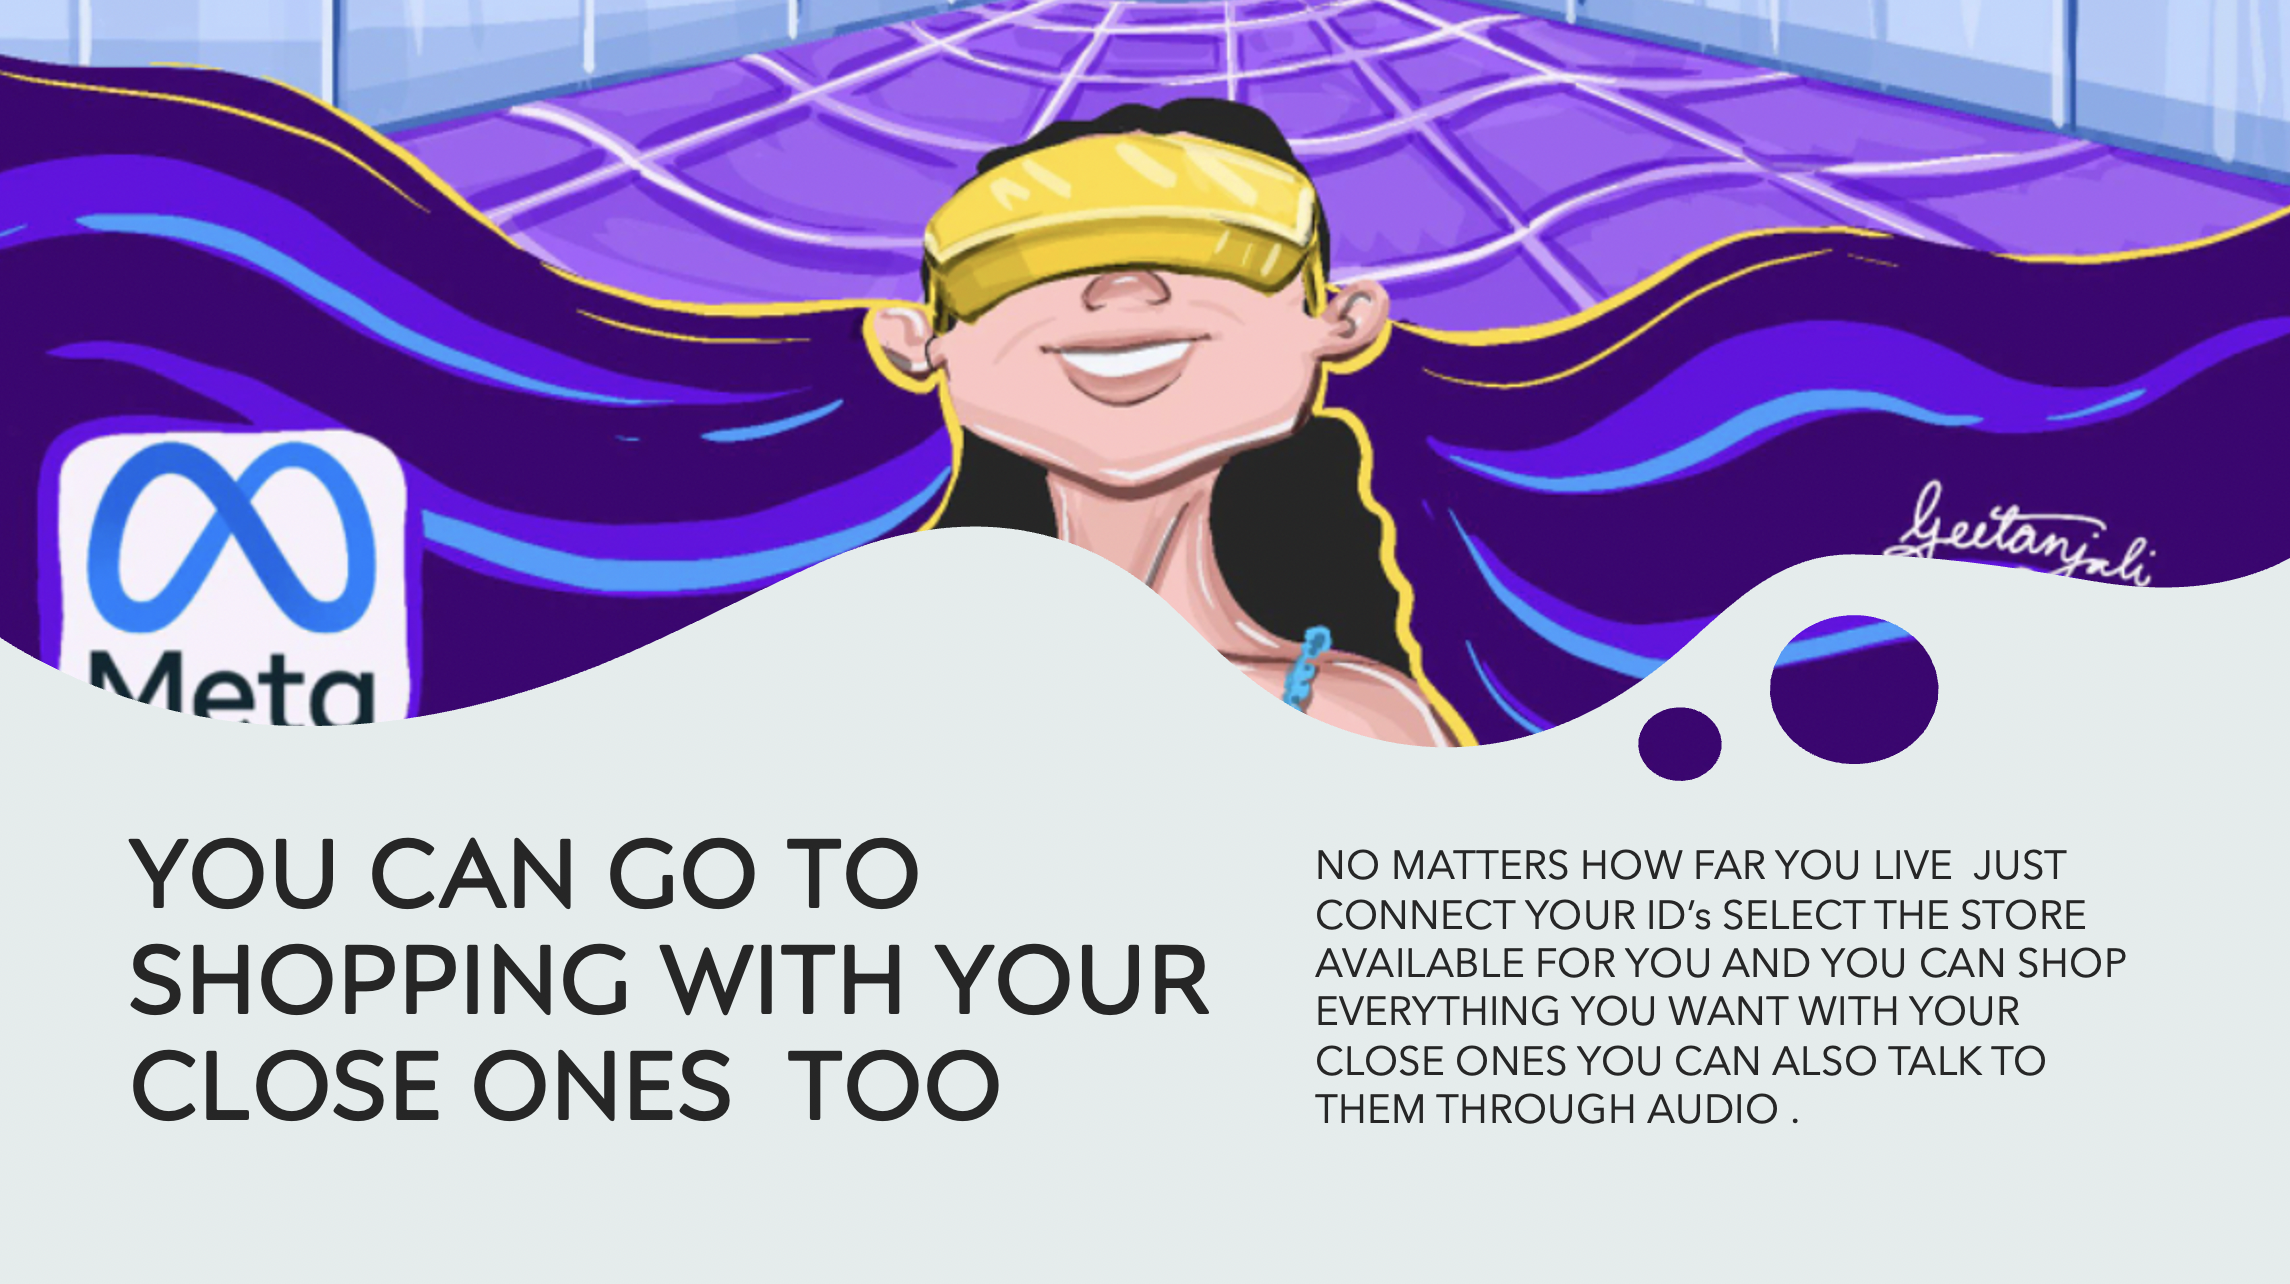 Meta
Geetanjali
YOU CAN GO TO
SHOPPING WITH YOUR
CLOSE ONES  TOO
NO MATTERS HOW FAR YOU LIVE  JUST
CONNECT YOUR ID’s SELECT THE STORE
AVAILABLE FOR YOU AND YOU CAN SHOP
EVERYTHING YOU WANT WITH YOUR
CLOSE ONES YOU CAN ALSO TALK TO
THEM THROUGH AUDIO .